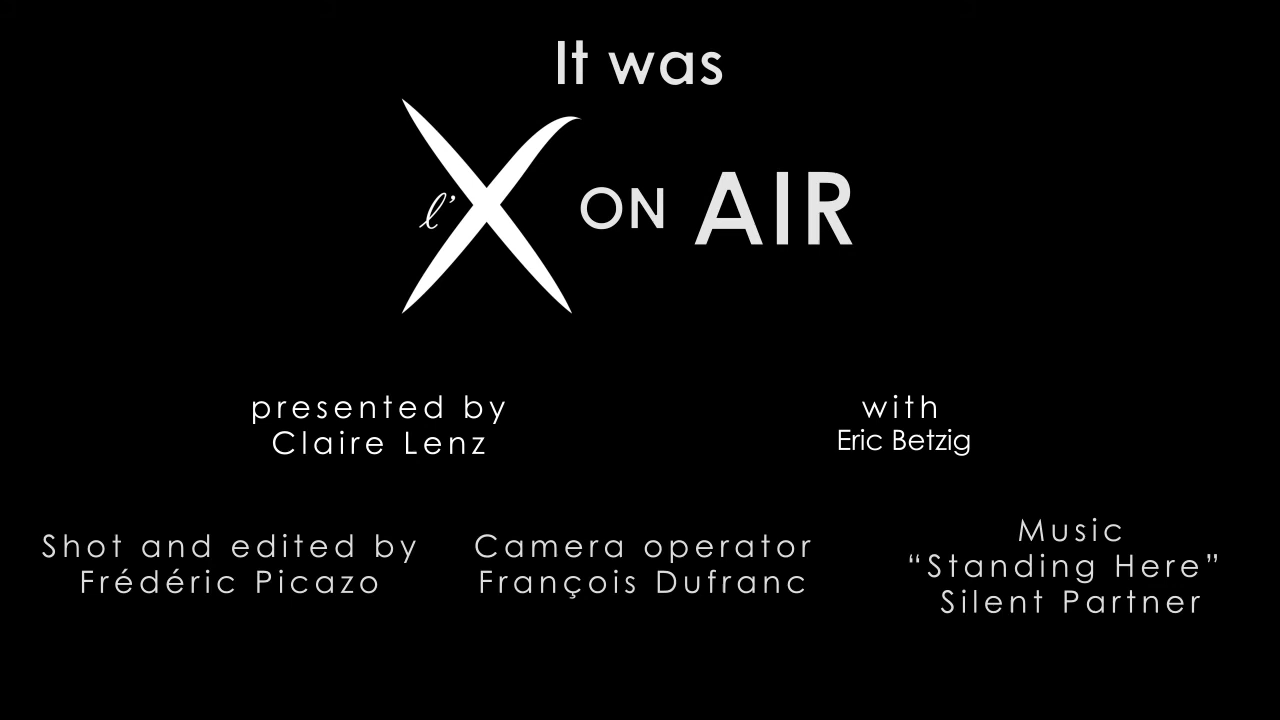 It was
l’X ON AIR
presented by
Claire Lenz
with
Eric Betzig
Shot and edited by
Frédéric Picazo
Camera operator
François Dufranc
Music
“Standing Here”
Silent Partner